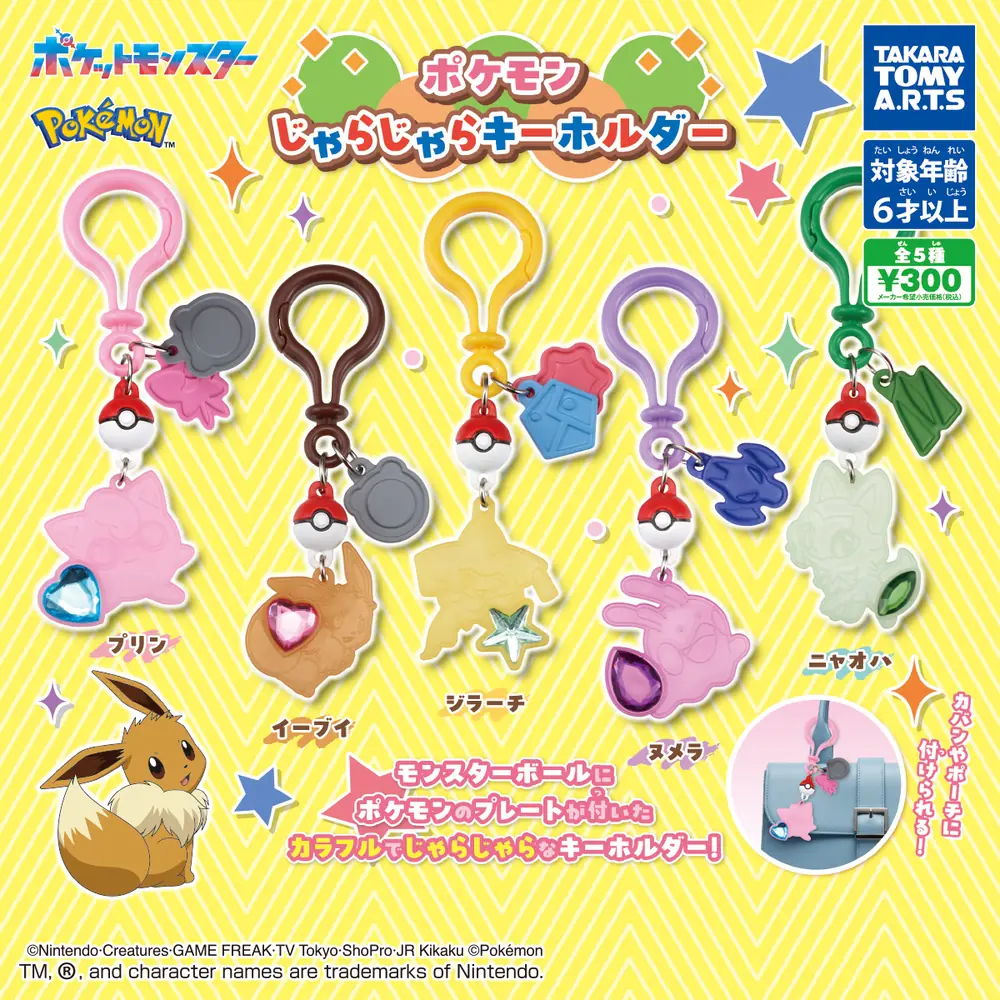 ポケットモンスター
POKéMON™
ポケモン
じゃらじゃらキーホルダー
TAKARA
TOMY
A.R.T.S
たいしょうねんれい
対象年齢
さいいじょう
6才以上
ぜん しゅ
全5種
¥300
メーカー希望小売価格(税込)
プリン
イーブイ
ジラーチ
ヌメラ
ニャオハ
モンスターボールに
ポケモンのプレートが付いた
カラフルでじゃらじゃらなキーホルダー!
カバンやポーチに
付けられる!
©Nintendo·Creatures·GAME FREAK·TV Tokyo·ShoPro·JR Kikaku ©Pokémon
TM, ®, and character names are trademarks of Nintendo.